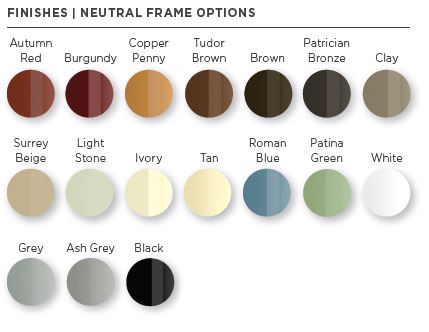 FINISHES | NEUTRAL FRAME OPTIONS
Autumn
Red
Burgundy
Copper
Penny
Tudor
Brown
Brown
Patrician
Bronze
Clay
Surrey
Beige
Light
Stone
Ivory
Tan
Roman
Blue
Patina
Green
White
Grey
Ash Grey
Black